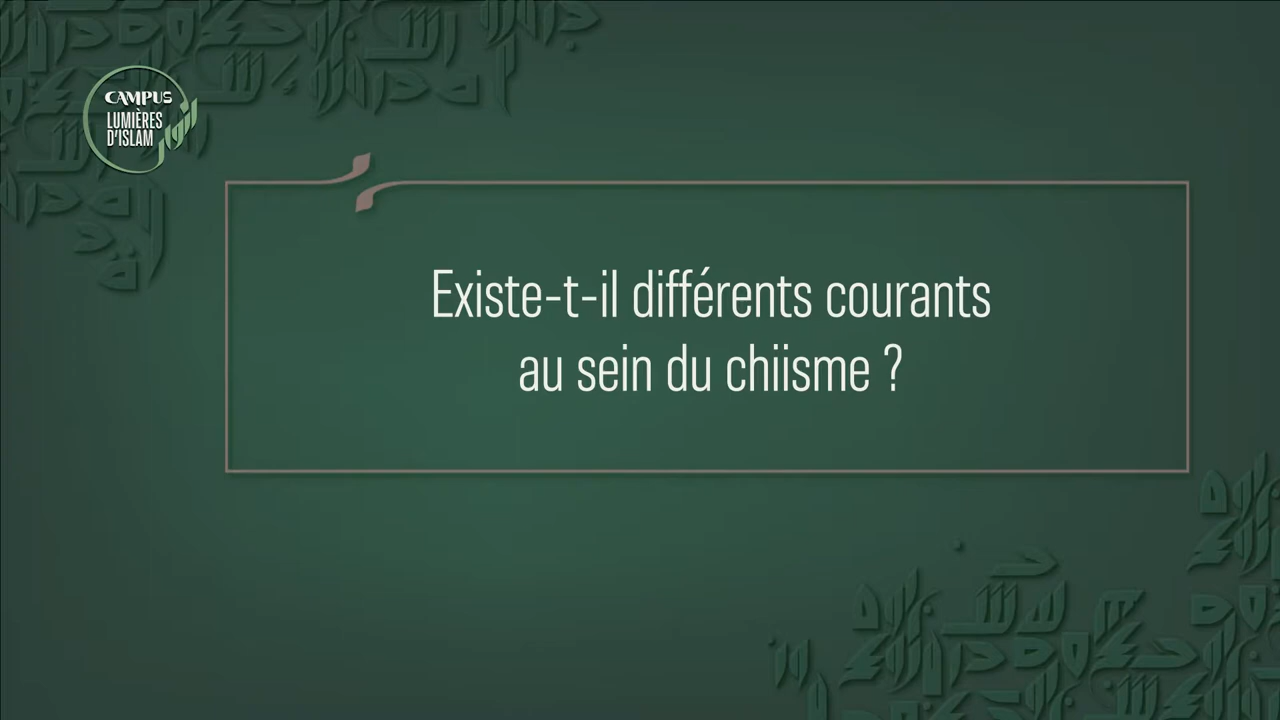 CAMPUS
LUMIÈRES
D'ISLAM
Existe-t-il différents courants
au sein du chiisme ?